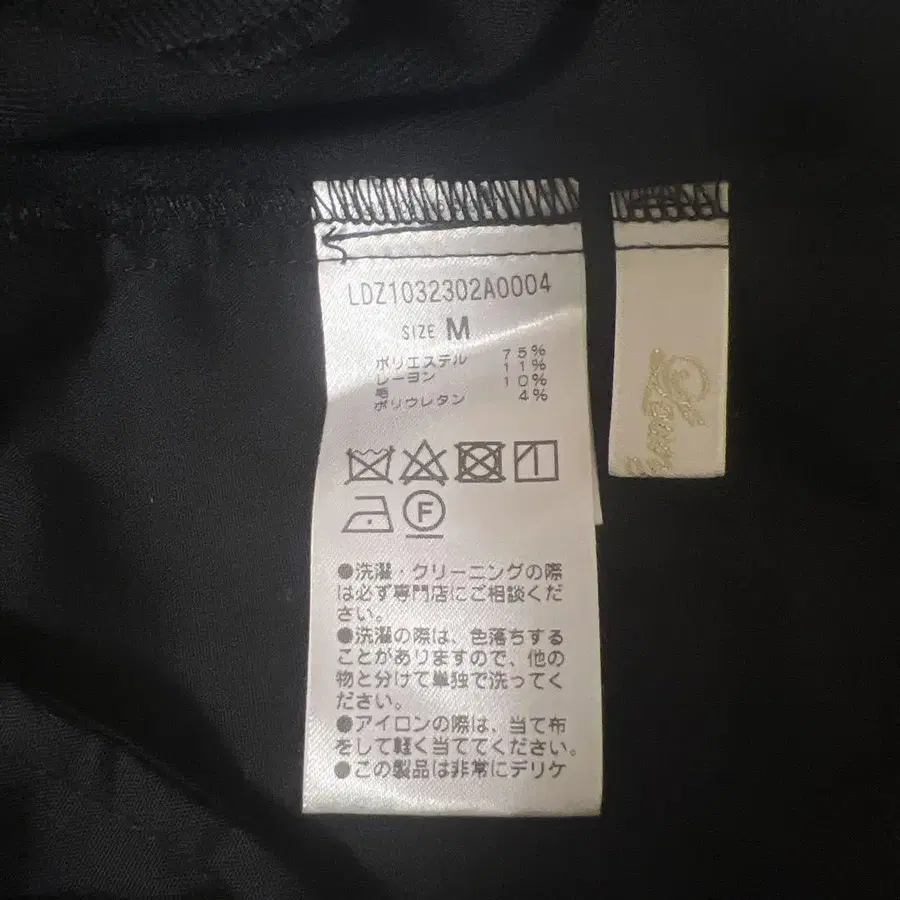 LDZ1032302A0004
SIZE M
ポリエステル 75%
レーヨン 11%
毛 10%
ポリウレタン 4%
F
●洗濯・クリーニングの際
は必ず専門店にご相談くだ
さい。
●洗濯の際は、色落ちする
ことがありますので、他の
物と分けて単独で洗ってく
ださい。
●アイロンの際は、当て布
をして軽く当ててください。
●この製品は非常にデリケ